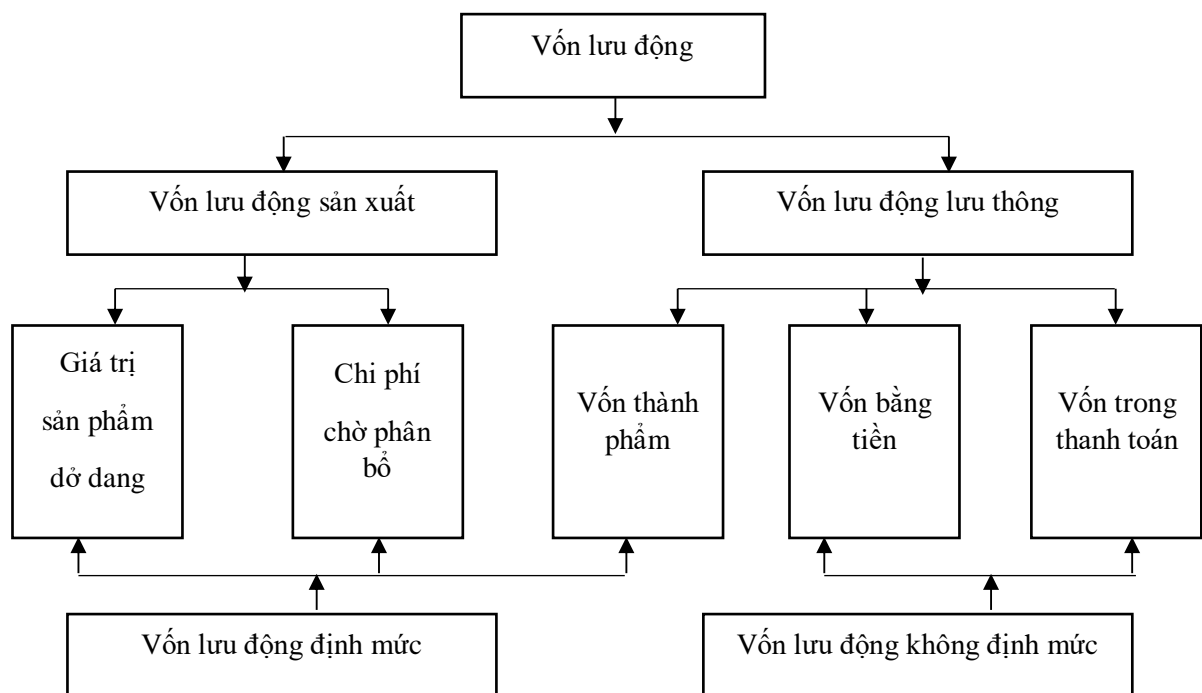 Vốn lưu động
Vốn lưu động sản xuất
Vốn lưu động lưu thông
Giá trị
sản phẩm
dở dang
Chi phí
chờ phân
bổ
Vốn thành
phẩm
Vốn bằng
tiền
Vốn trong
thanh toán
Vốn lưu động định mức
Vốn lưu động không định mức